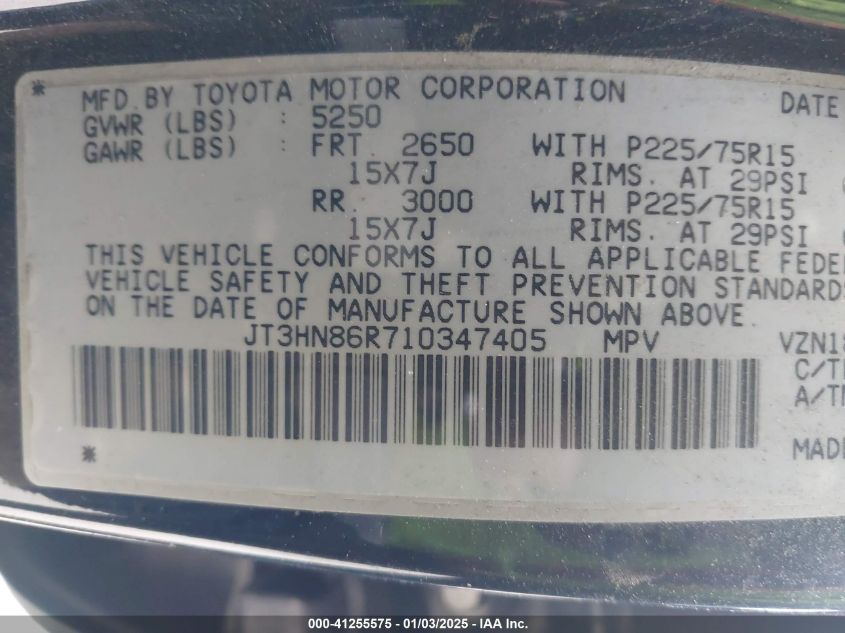 * MFD. BY TOYOTA MOTOR CORPORATION DATE
GVWR (LBS) : 5250
GAWR (LBS) : FRT. 2650 WITH P225/75R15
15X7J RIMS. AT 29PSI
RR. 3000 WITH P225/75R15
15X7J RIMS. AT 29PSI
THIS VEHICLE CONFORMS TO ALL APPLICABLE FEDE
VEHICLE SAFETY AND THEFT PREVENTION STANDARDS
ON THE DATE OF MANUFACTURE SHOWN ABOVE.
JT3HN86R710347405 MPV VZN18
C/T
A/T
* MADE
000-41255575 - 01/03/2025 - IAA Inc.